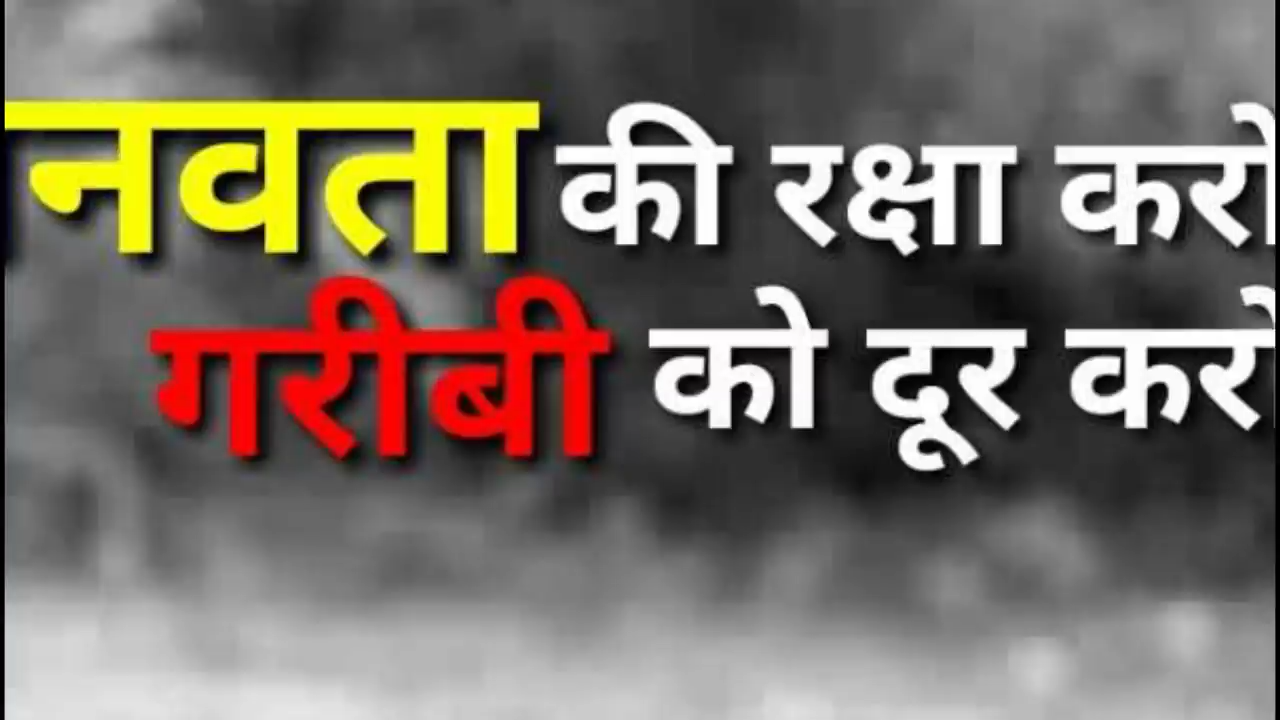 नवता की रक्षा करो
गरीबी को दूर करो